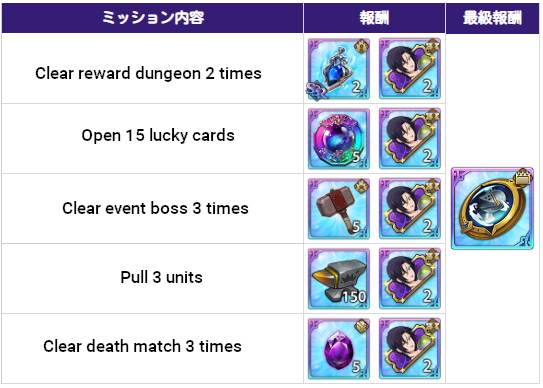 ミッション内容 報酬 最級報酬
Clear reward dungeon 2 times 2 2
Open 15 lucky cards 5 2
Clear event boss 3 times 5 2
Pull 3 units 150 2
Clear death match 3 times 5 2